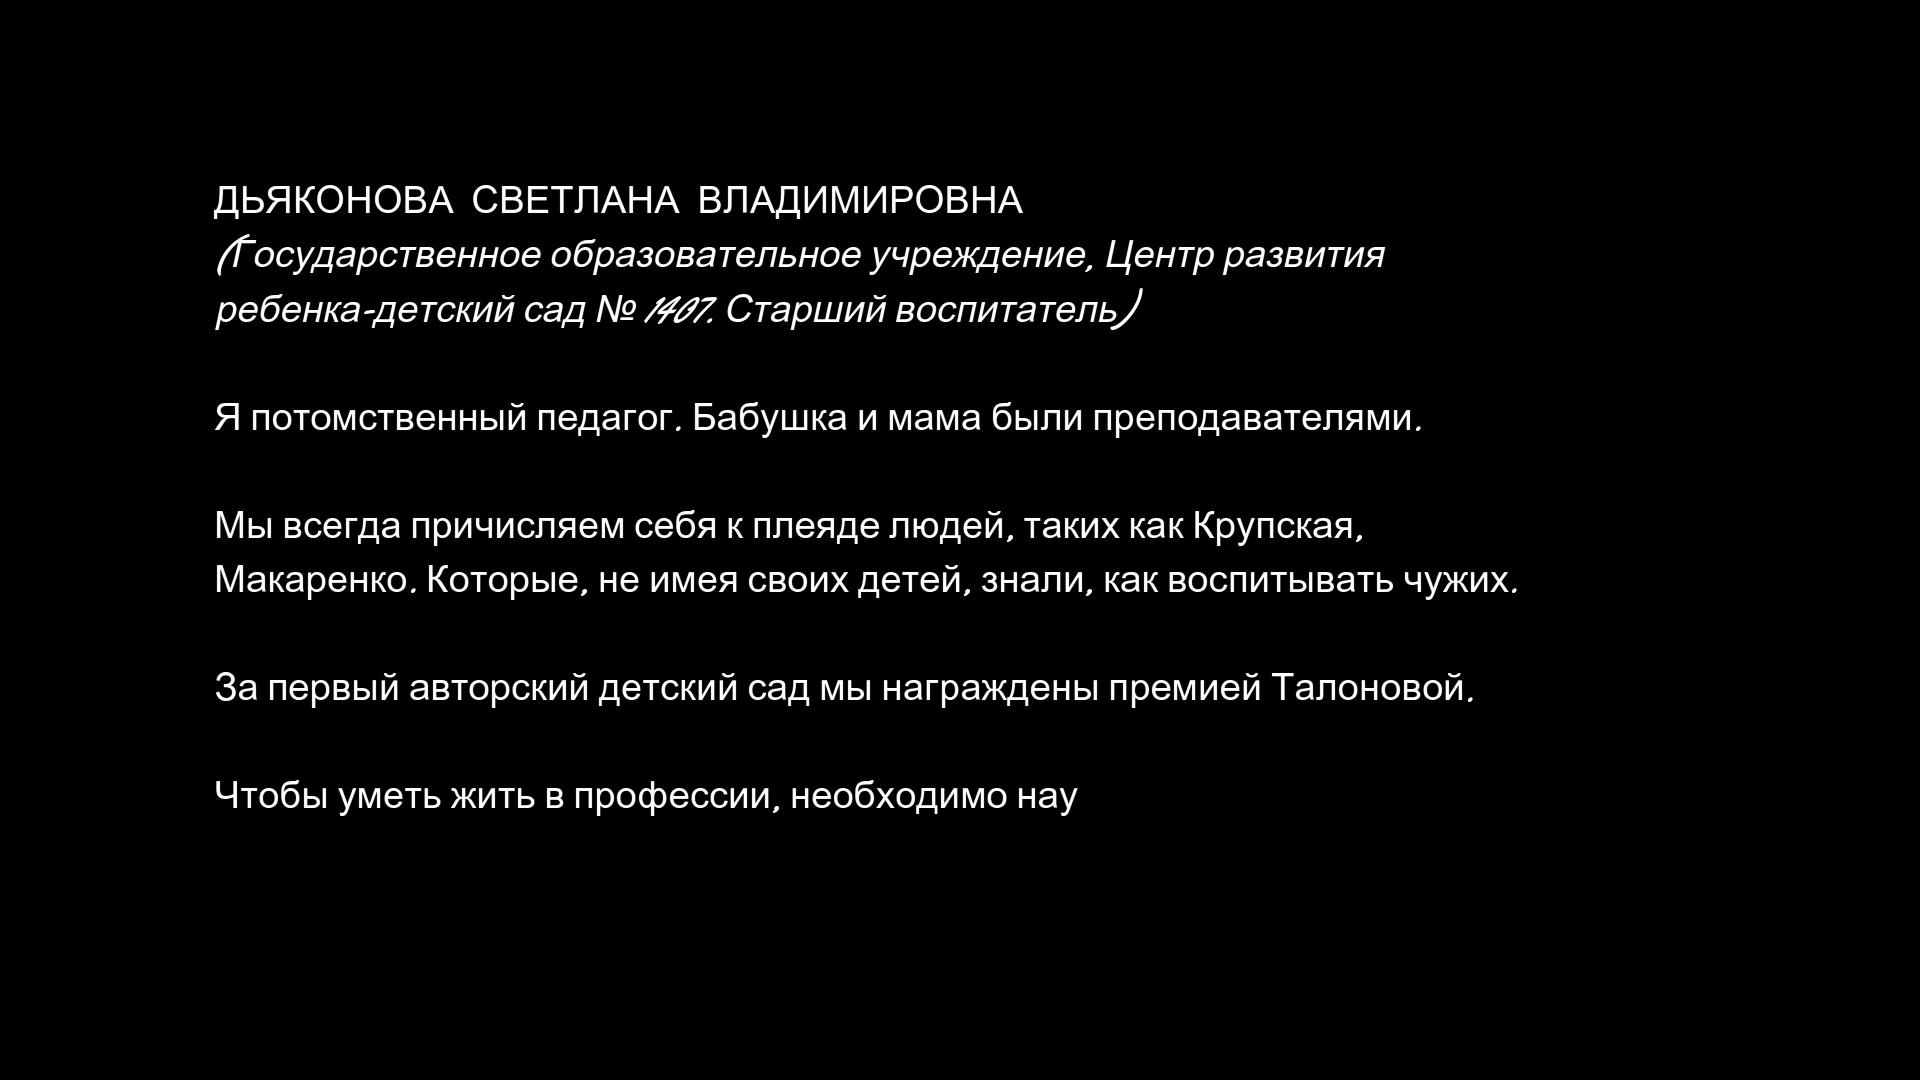 ДЬЯКОНОВА СВЕТЛАНА ВЛАДИМИРОВНА
(Государственное образовательное учреждение, Центр развития
ребенка-детский сад № 1407. Старший воспитатель)
Я потомственный педагог. Бабушка и мама были преподавателями.
Мы всегда причисляем себя к плеяде людей, таких как Крупская,
Макаренко. Которые, не имея своих детей, знали, как воспитывать чужих.
За первый авторский детский сад мы награждены премией Талоновой.
Чтобы уметь жить в профессии, необходимо нау